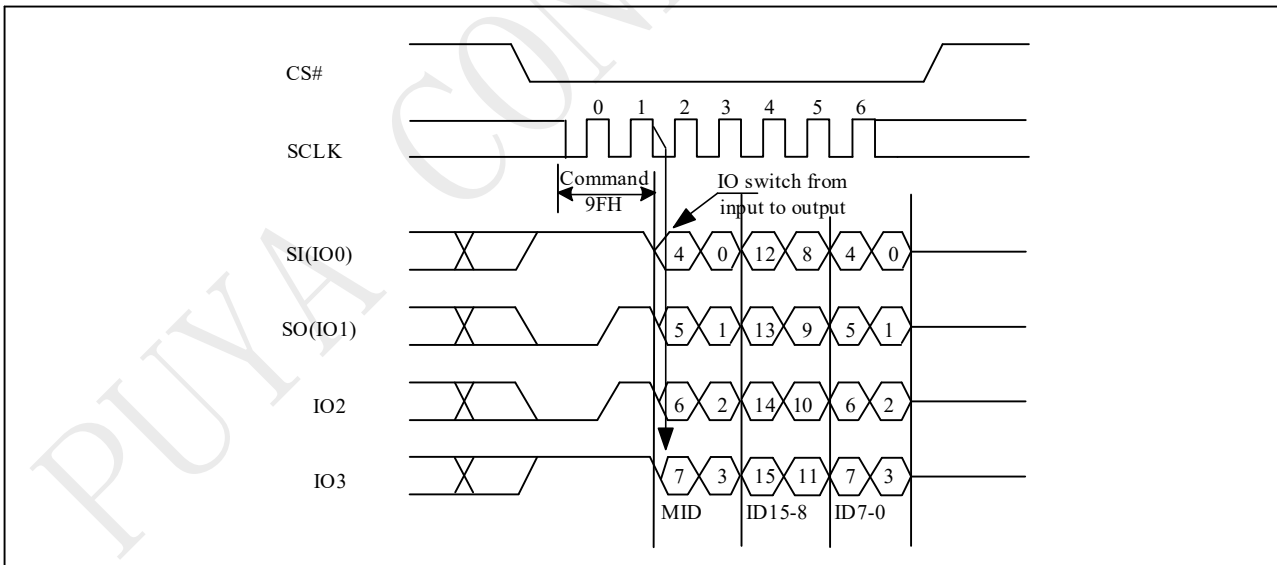 PUYA CON
CS#
0 1 2 3 4 5 6
SCLK
Command
9FH
IO switch from
input to output
SI(IO0)
4 0 12 8 4 0
SO(IO1)
5 1 13 9 5 1
IO2
6 2 14 10 6 2
IO3
7 3 15 11 7 3
MID ID15-8 ID7-0